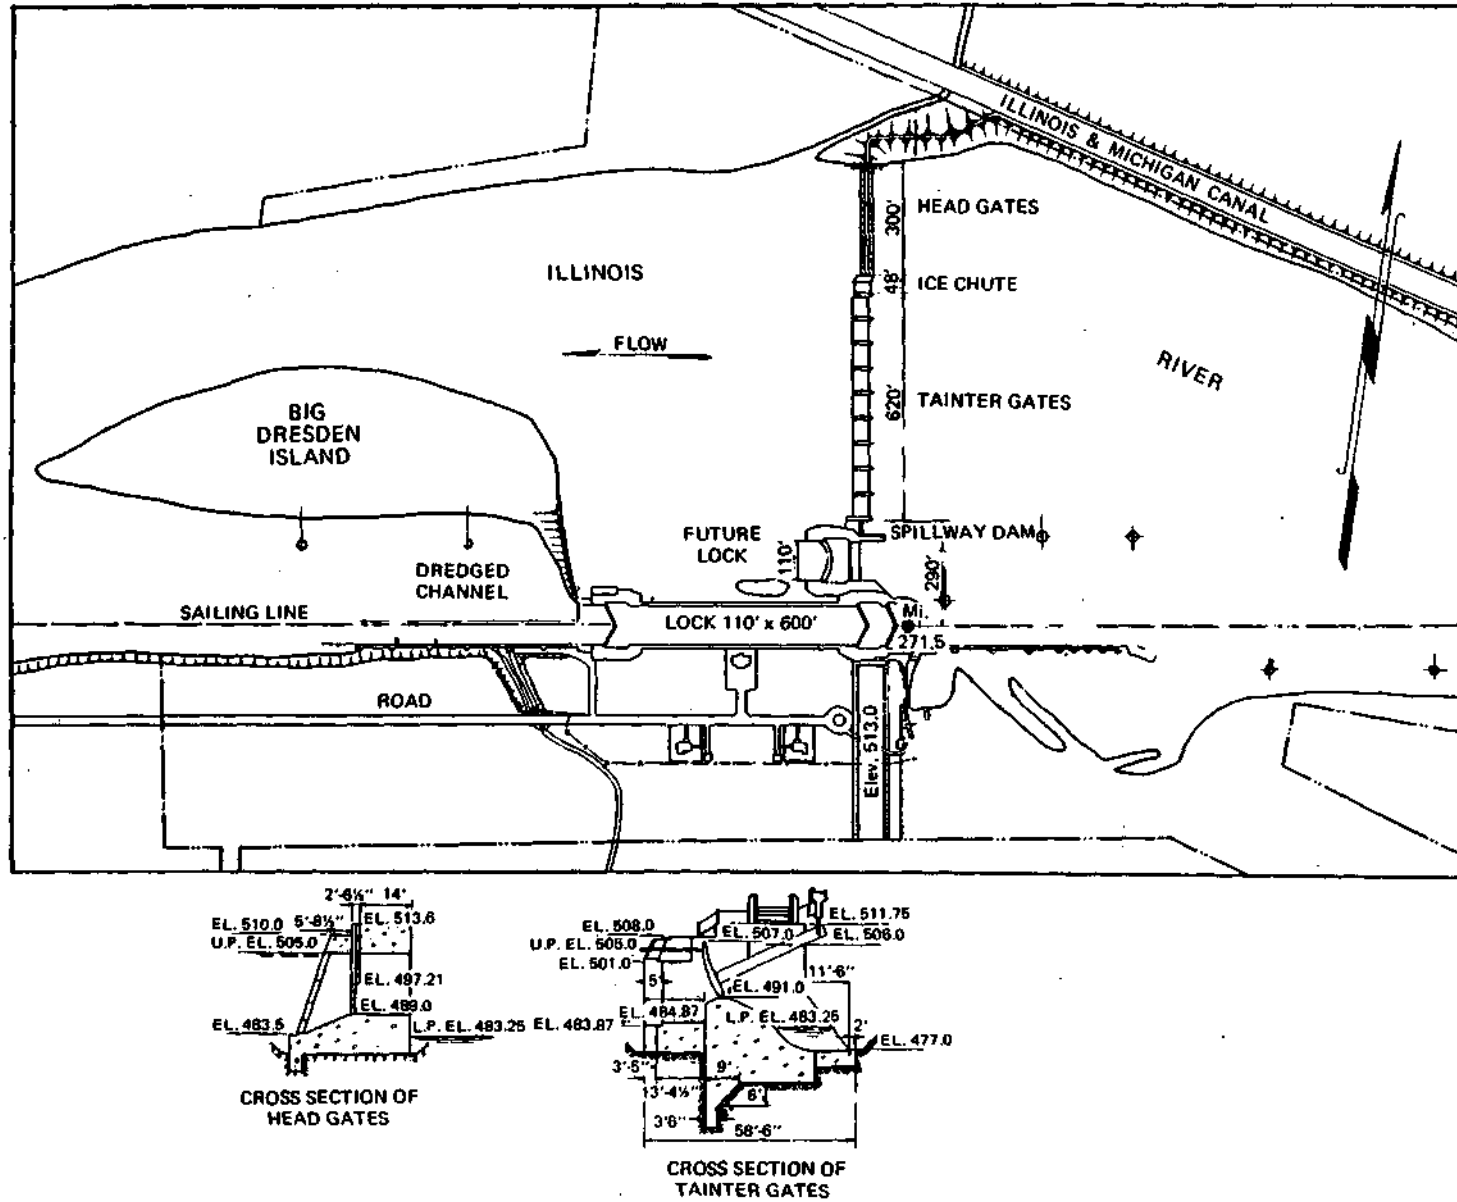 ILLINOIS & MICHIGAN CANAL
HEAD GATES
300'
ILLINOIS
ICE CHUTE
48'
FLOW
RIVER
TAINTER GATES
620'
BIG
DRESDEN
ISLAND
FUTURE
LOCK
110'
SPILLWAY DAM
290'
DREDGED
CHANNEL
SAILING LINE
LOCK 110' x 600'
Mi.
271.5
ROAD
Elev. 513.0
2'-6½" 14'
EL. 510.0 5'-8½" EL. 513.6
U.P. EL. 505.0
EL. 497.21
EL. 489.0
EL. 483.5 L.P. EL. 483.25
CROSS SECTION OF
HEAD GATES
EL. 511.75
EL. 508.0 EL. 507.0 EL. 506.0
U.P. EL. 505.0
EL. 501.0
5' 11'-6"
EL. 491.0
EL. 484.87 L.P. EL. 483.25
EL. 483.87 2'
EL. 477.0
3'-5" 9'
13'-4½" 6'
3'6" 58'-6"
CROSS SECTION OF
TAINTER GATES